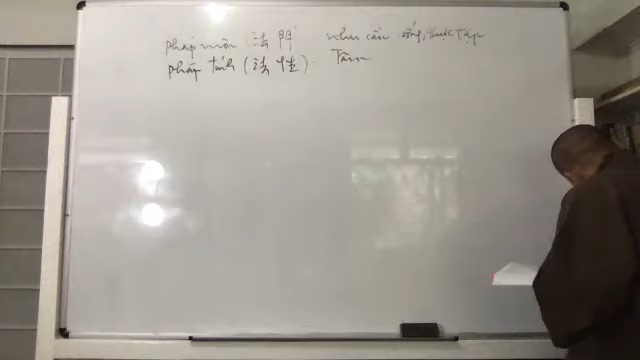 pháp môn 法門 nhu cầu sống, thực tập
pháp tính (法性). Tâm